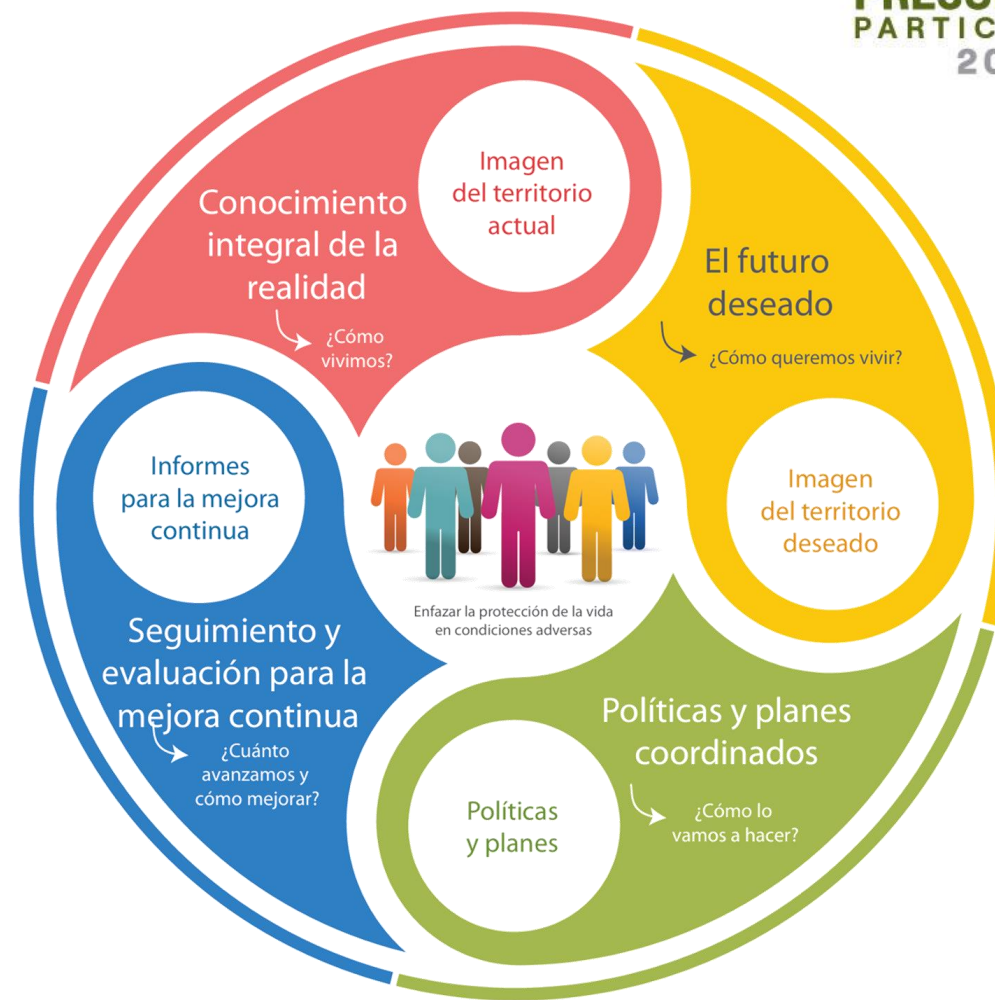 PARTIC
20
Imagen
del territorio
actual
Conocimiento
integral de la
realidad
¿Cómo
vivimos?
El futuro
deseado
¿Cómo queremos vivir?
Imagen
del territorio
deseado
Informes
para la mejora
continua
Enfazar la protección de la vida
en condiciones adversas
Seguimiento y
evaluación para la
mejora continua
¿Cuánto
avanzamos y
cómo mejorar?
Políticas y planes
coordinados
¿Cómo lo
vamos a hacer?
Políticas
y planes